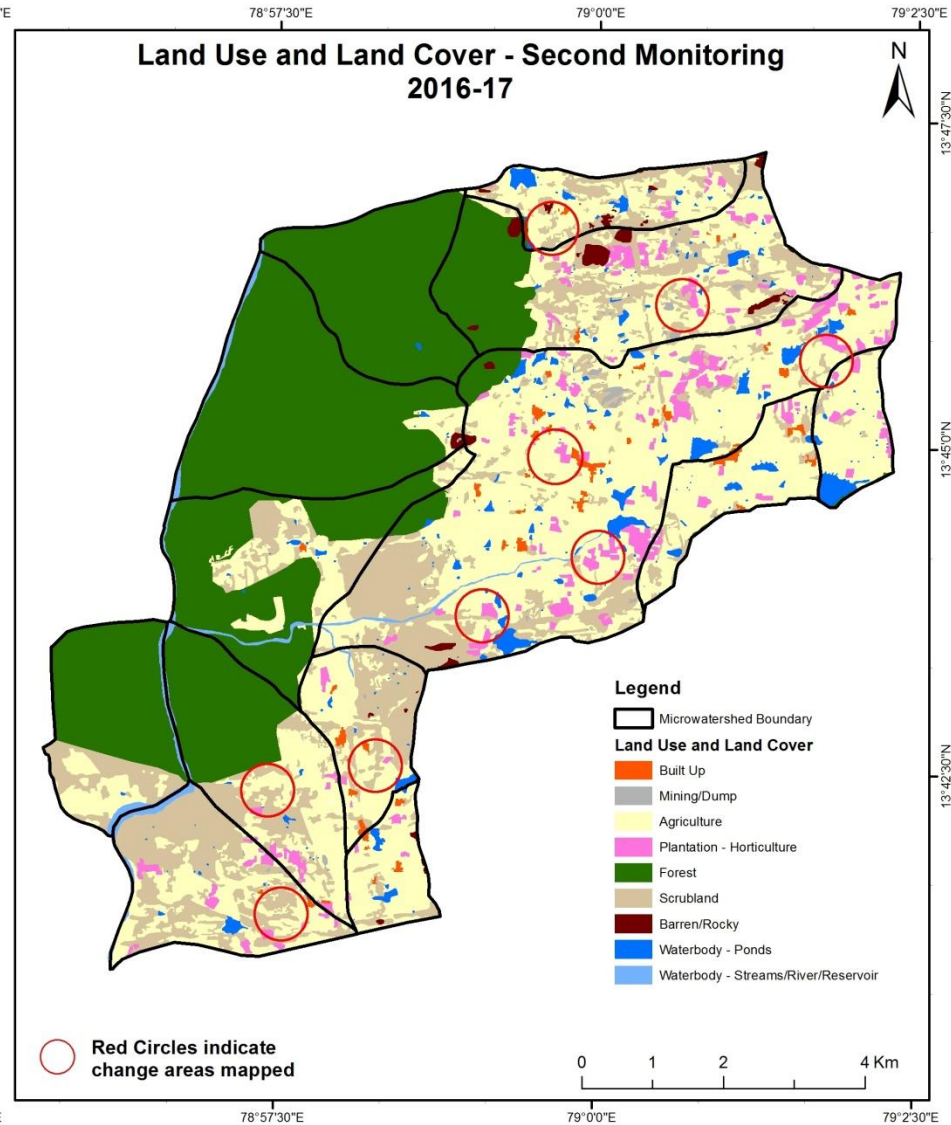 "E
78°57'30"E
79°0'0"E
79°2'30"E
Land Use and Land Cover - Second Monitoring
2016-17
N
13°47'30"N
13°45'0"N
13°42'30"N
Legend
Microwatershed Boundary
Land Use and Land Cover
Built Up
Mining/Dump
Agriculture
Plantation - Horticulture
Forest
Scrubland
Barren/Rocky
Waterbody - Ponds
Waterbody - Streams/River/Reservoir
Red Circles indicate
change areas mapped
0 1 2 4 Km
"E
78°57'30"E
79°0'0"E
79°2'30"E